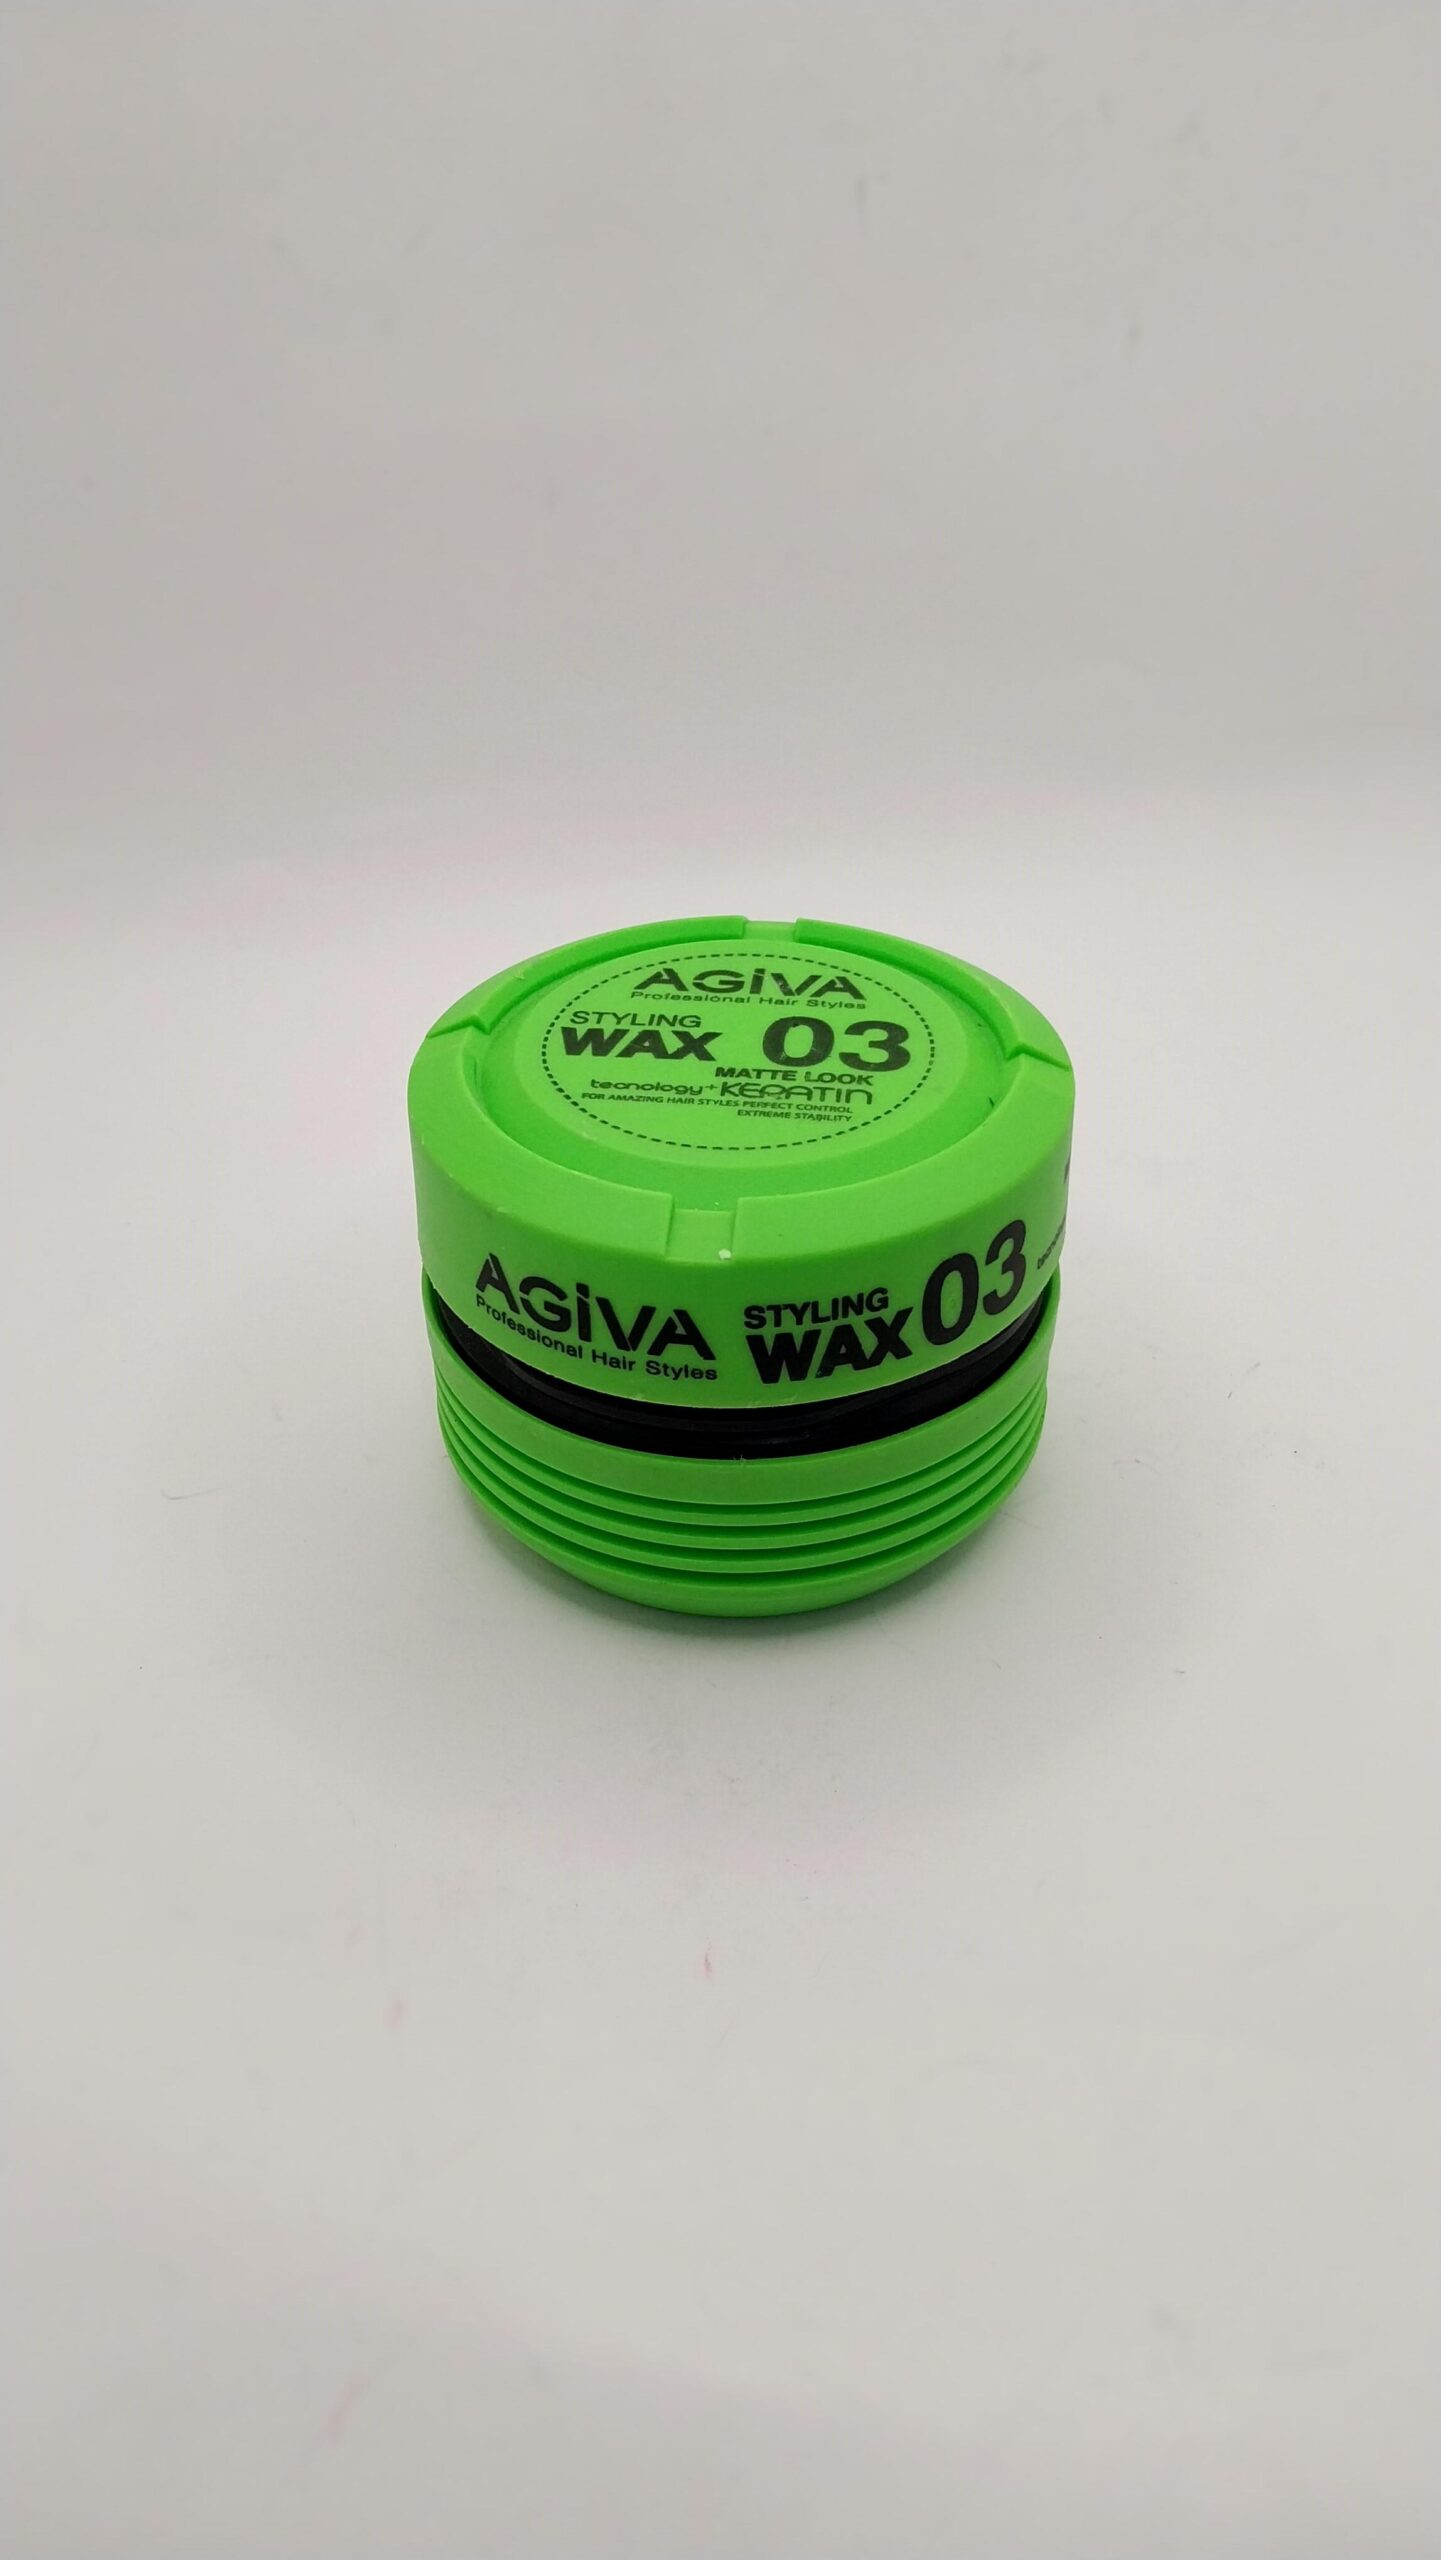 AGiVA
Professional Hair Styles
STYLING
WAX 03
MATTE LOOK
tecnology+ KERATIN
FOR AMAZING HAIR STYLES PERFECT CONTROL
EXTREME STABILITY
AGiVA
Professional Hair Styles
STYLING
WAX 03